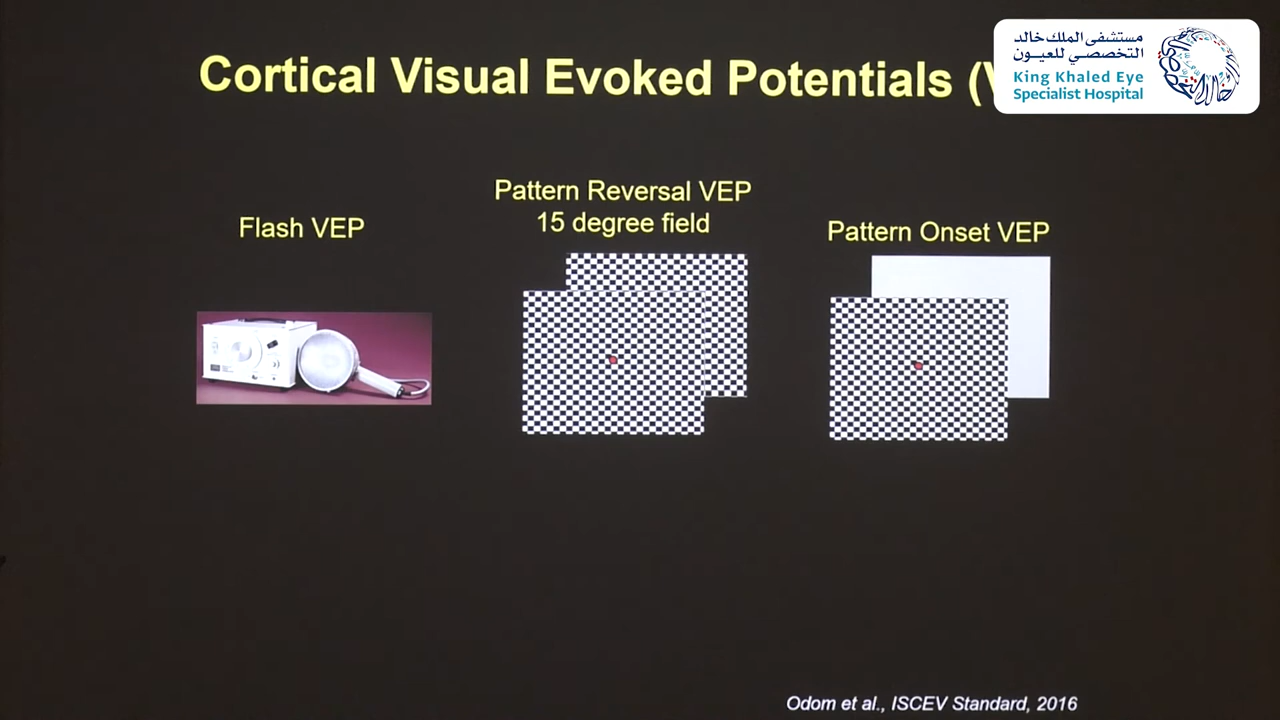 Cortical Visual Evoked Potentials (
مستشفى الملك خالد
التخصصي للعيون
King Khaled Eye
Specialist Hospital
Pattern Reversal VEP
15 degree field
Flash VEP
Pattern Onset VEP
Odom et al., ISCEV Standard, 2016